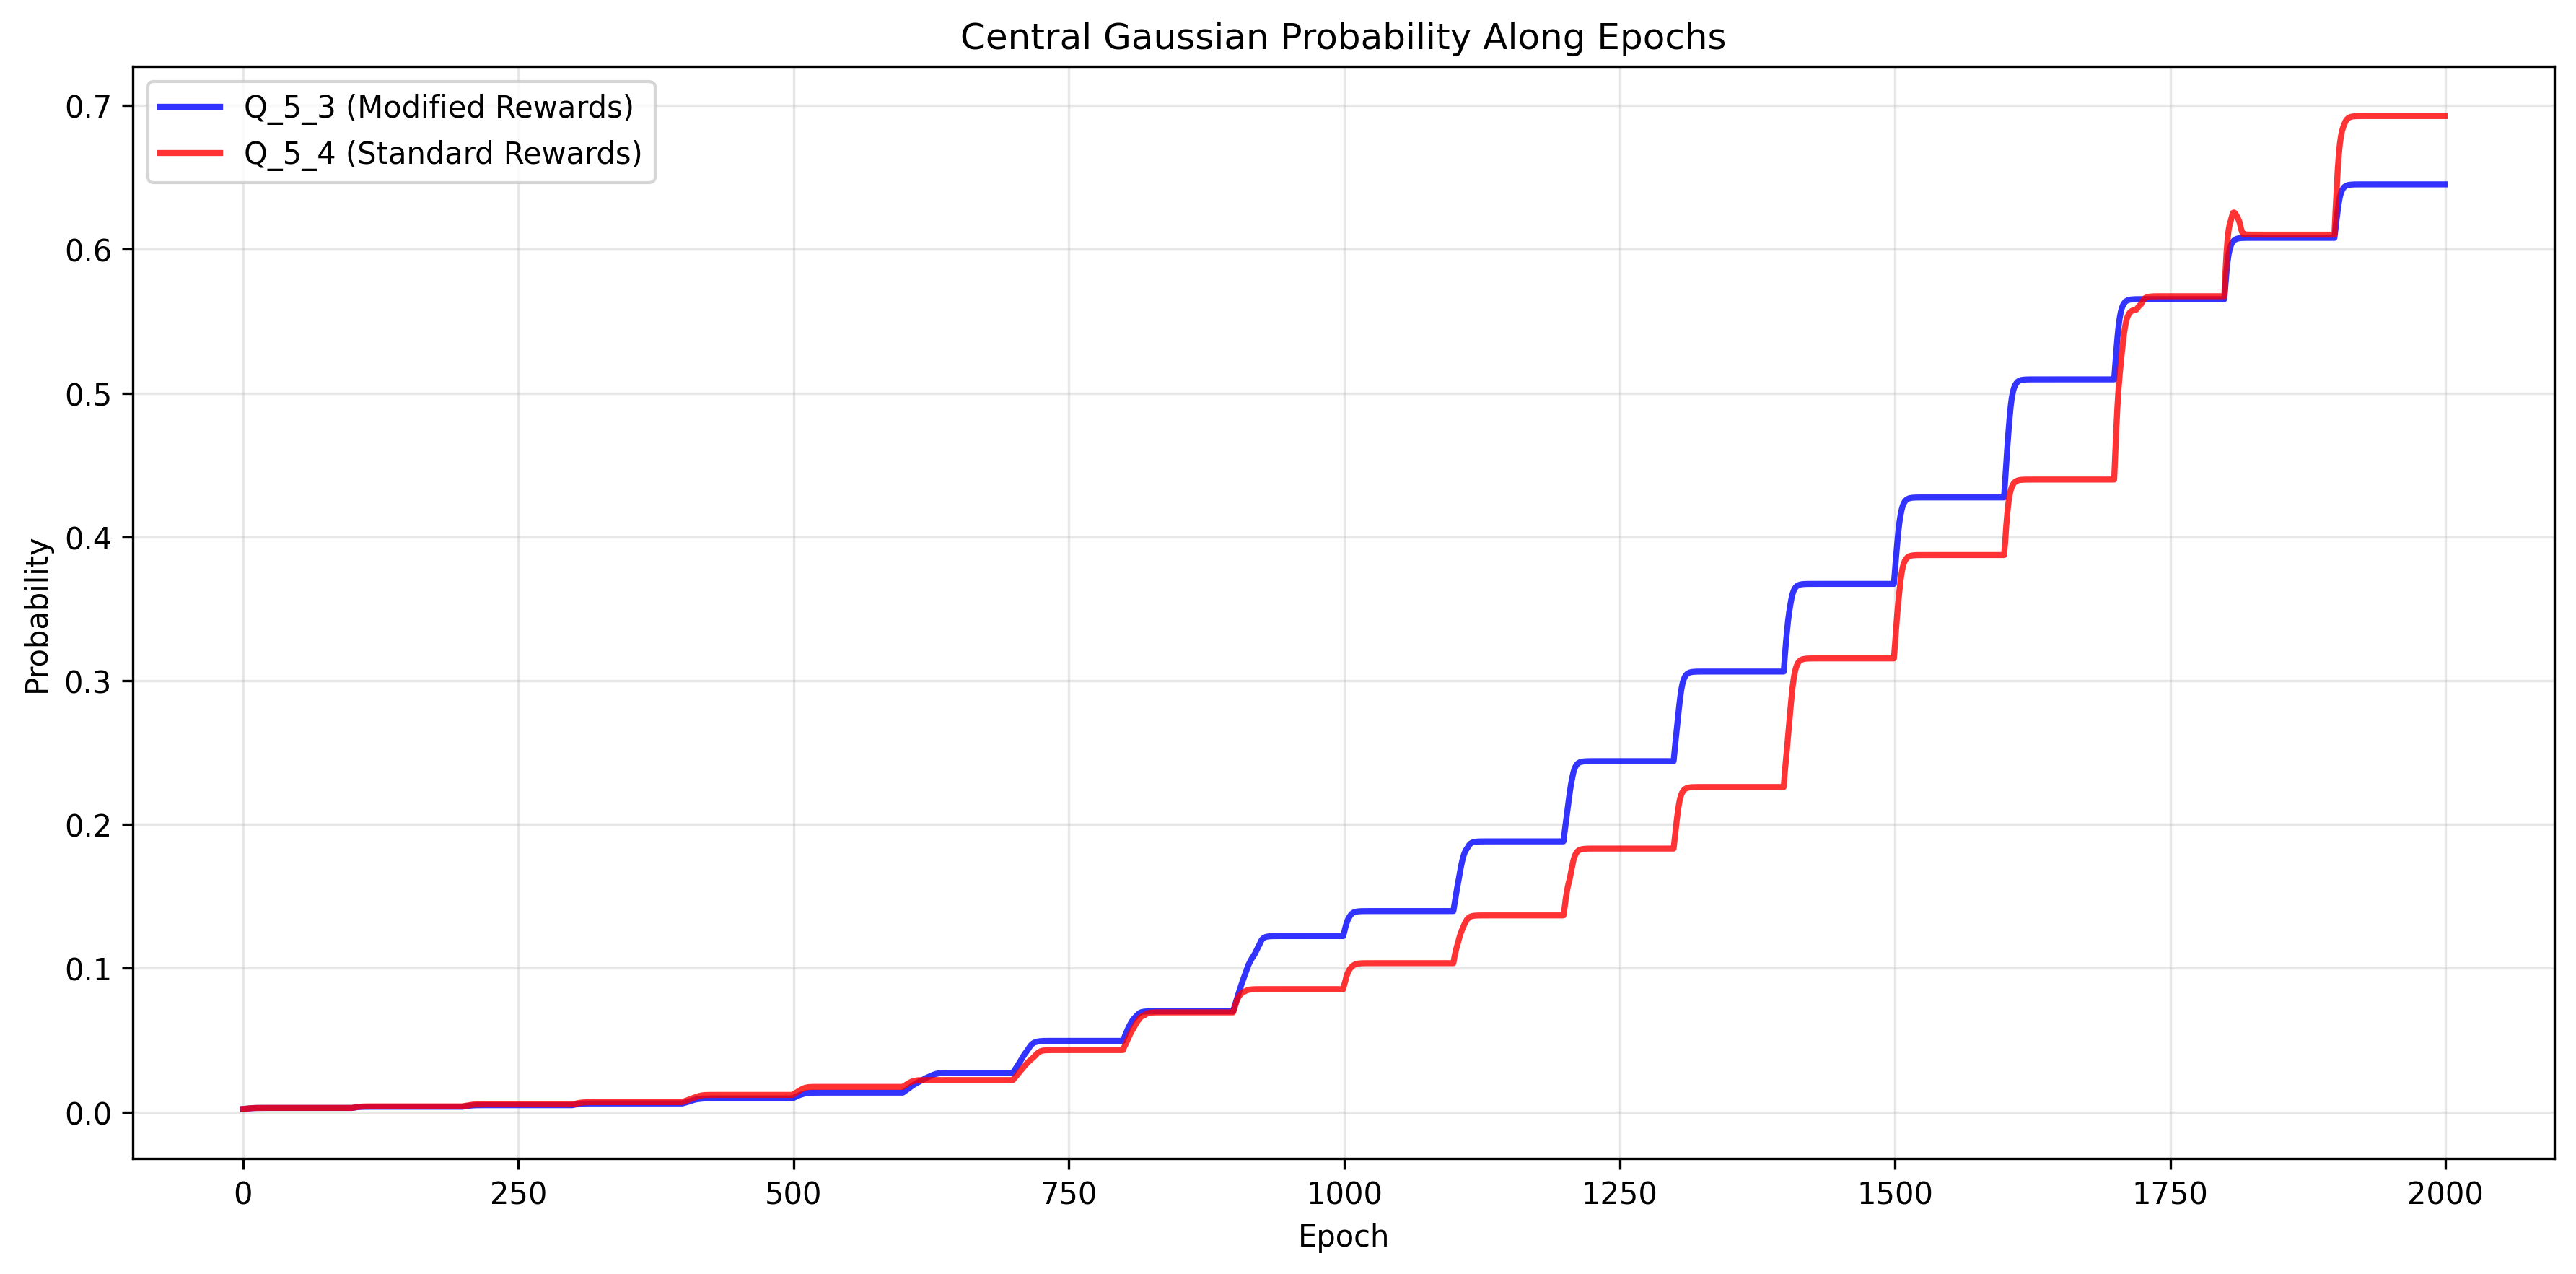 Central Gaussian Probability Along Epochs
Q_5_3 (Modified Rewards)
Q_5_4 (Standard Rewards)
Probability
0.7
0.6
0.5
0.4
0.3
0.2
0.1
0.0
0 250 500 750 1000 1250 1500 1750 2000
Epoch